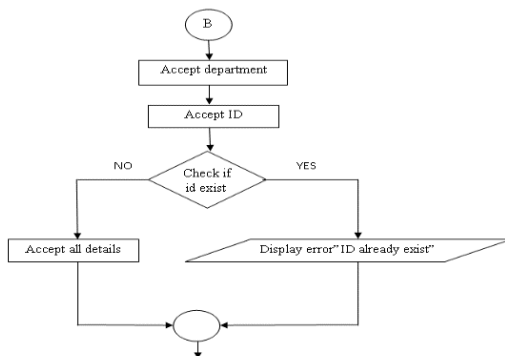 B
Accept department
Accept ID
NO
YES
Check if
id exist
Accept all details
Display error"ID already exist"